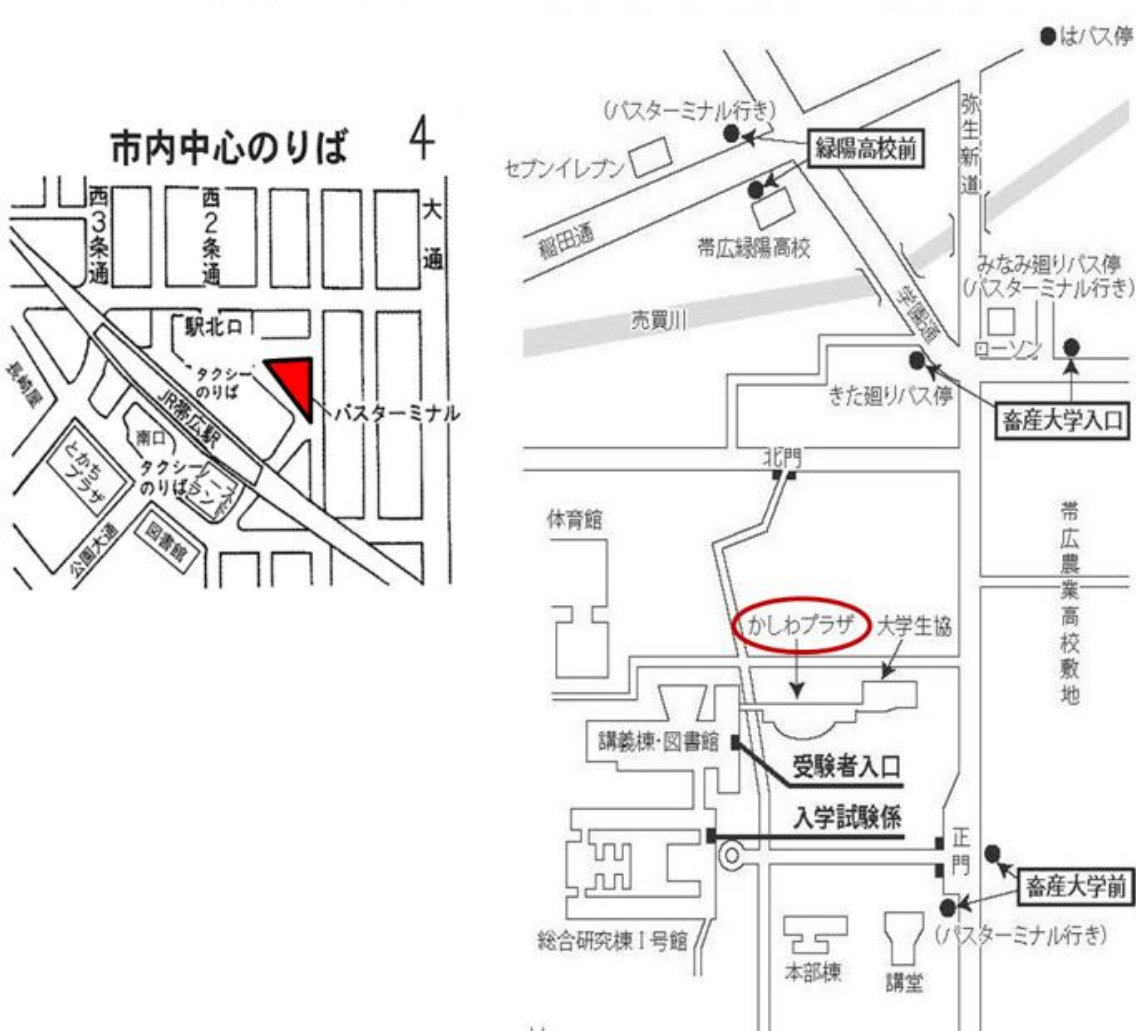 市内中心のりば
4
西3条通
西2条通
大通
駅北口
タクシー
のりば
長崎屋
JR帯広駅
バスターミナル
南口
タクシー
のりば
とかち
プラザ
公園大通
図書館
●はバス停
弥生新道
(バスターミナル行き)
緑陽高校前
セブンイレブン
稲田通
帯広緑陽高校
みなみ廻りバス停
(バスターミナル行き)
学園通
売買川
ローソン
きた廻りバス停
畜産大学入口
北門
体育館
帯広農業高校敷地
かしわプラザ
大学生協
講義棟・図書館
受験者入口
入学試験係
正門
畜産大学前
(バスターミナル行き)
総合研究棟Ⅰ号館
本部棟
講堂